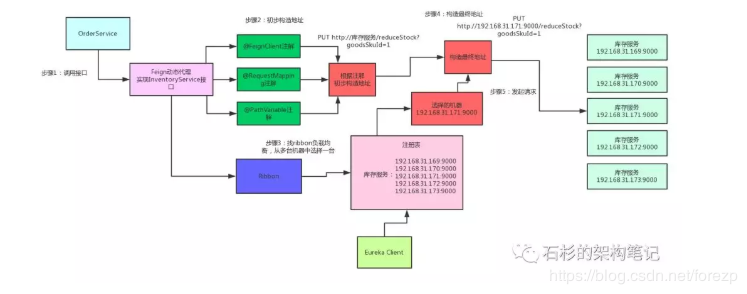 OrderService
步骤1：调用接口
Feign动态代理
实现InventoryService接
口
步骤2：初步构造地址
@FeignClient注解
@RequestMappin
g注解
@PathVariable注
解
PUT http://库存服务/reduceStock?
goodsSkuId=1
根据注解
初步构造地址
步骤3：找ribbon负载均
衡，从多台机器中选择一台
Ribbon
注册表
库存服务：
192.168.31.169:9000
192.168.31.170:9000
192.168.31.171:9000
192.168.31.172:9000
192.168.31.173:9000
Eureka Client
选择的机器
192.168.31.171:9000
步骤4：构造最终地址
构造最终地址
PUT
http://192.168.31.171:9000/reduceStock?
goodsSkuId=1
步骤5：发起请求
库存服务
192.168.31.169:9000
库存服务
192.168.31.170:9000
库存服务
192.168.31.171:9000
库存服务
192.168.31.172:9000
库存服务
192.168.31.173:9000
石杉的架构笔记
https://blog.csdn.net/forezp